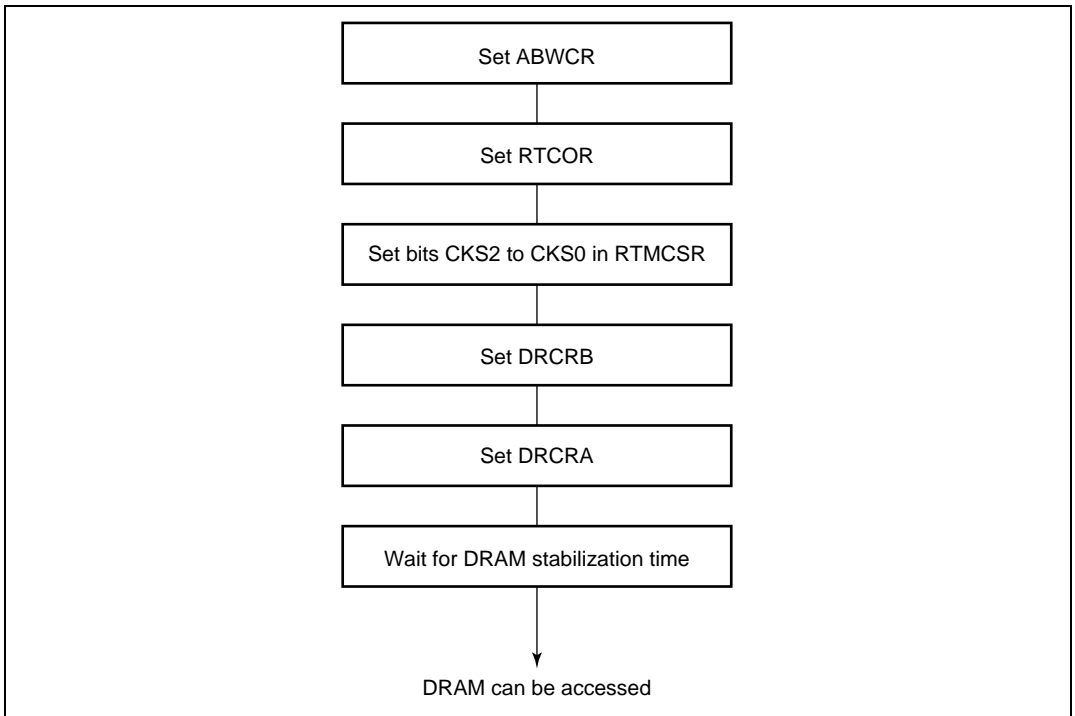 Set ABWCR
Set RTCOR
Set bits CKS2 to CKS0 in RTMCSR
Set DRCRB
Set DRCRA
Wait for DRAM stabilization time
DRAM can be accessed